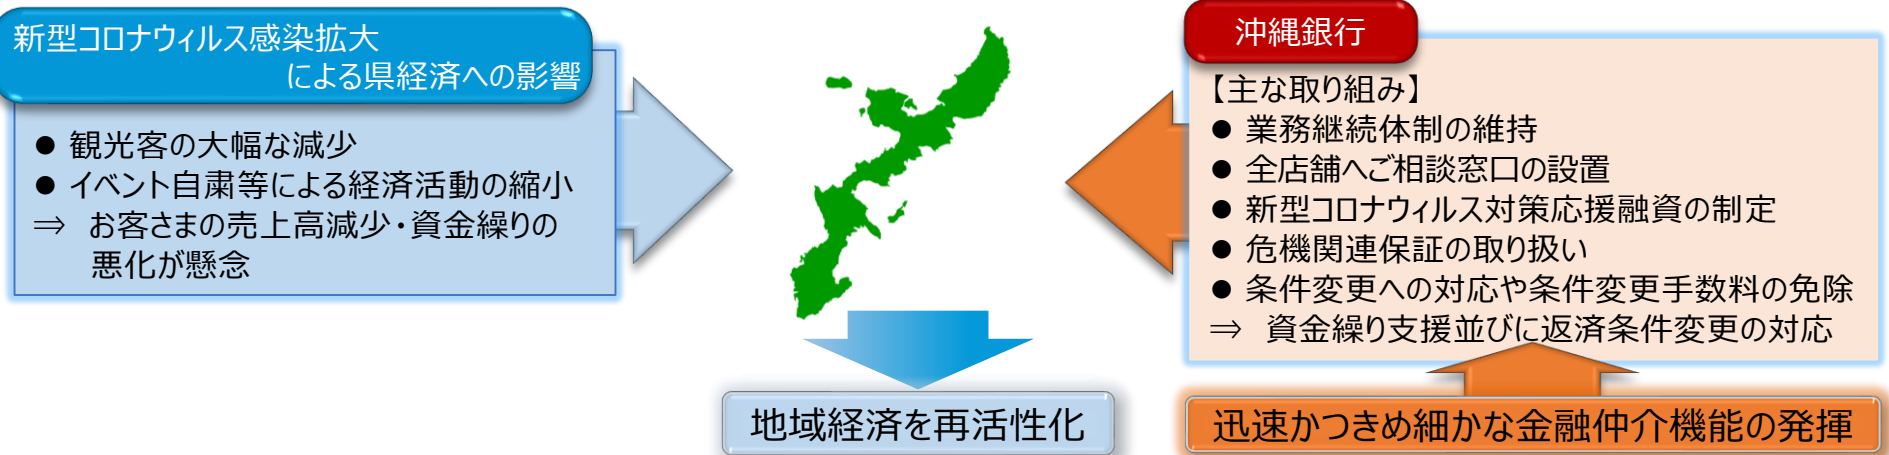 新型コロナウィルス感染拡大
による県経済への影響
● 観光客の大幅な減少
● イベント自粛等による経済活動の縮小
⇒ お客さまの売上高減少・資金繰りの
悪化が懸念
沖縄銀行
【主な取り組み】
● 業務継続体制の維持
● 全店舗へご相談窓口の設置
● 新型コロナウィルス対策応援融資の制定
● 危機関連保証の取り扱い
● 条件変更への対応や条件変更手数料の免除
⇒ 資金繰り支援並びに返済条件変更の対応
地域経済を再活性化
迅速かつきめ細かな金融仲介機能の発揮